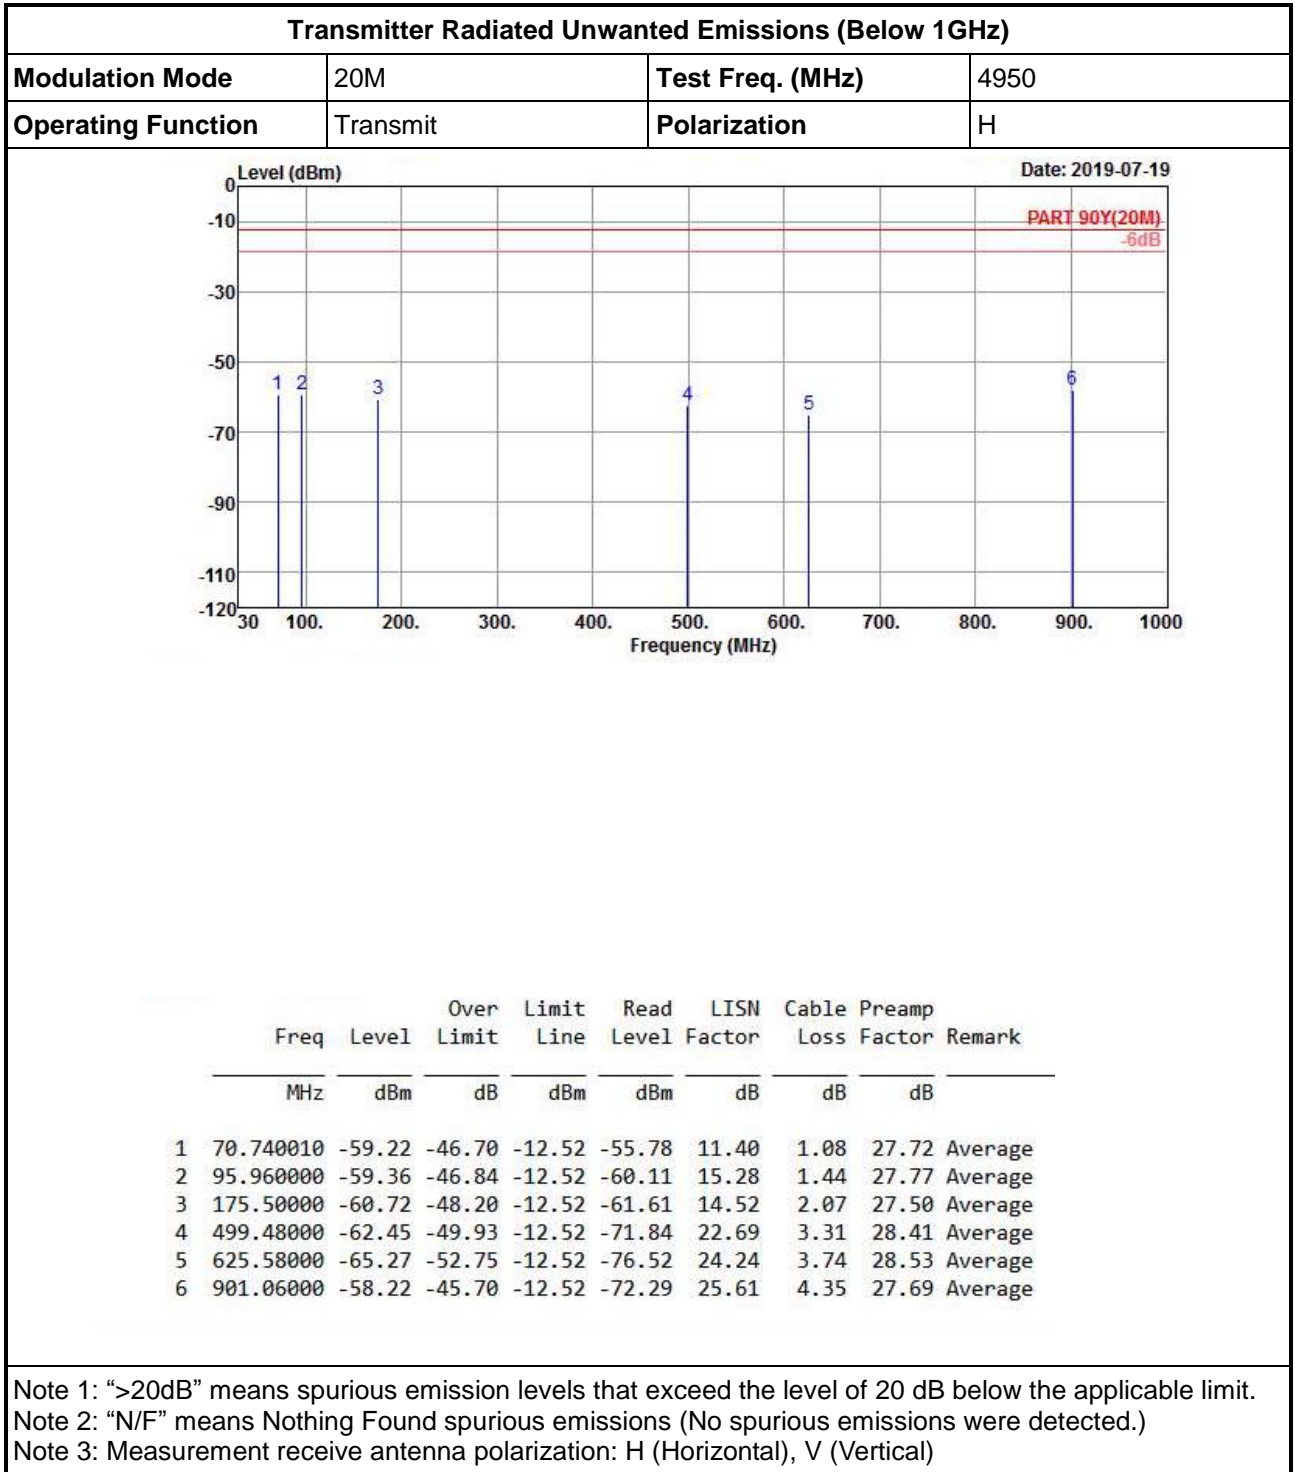 Transmitter Radiated Unwanted Emissions (Below 1GHz)
Modulation Mode 20M Test Freq. (MHz) 4950
Operating Function Transmit Polarization H
Level (dBm) Date: 2019-07-19
0
-10
PART 90Y(20M)
-6dB
-30
-50
1 2 3 4 5 6
-70
-90
-110
-120
30 100. 200. 300. 400. 500. 600. 700. 800. 900. 1000
Frequency (MHz)
Over Limit Read LISN Cable Preamp
Freq Level Limit Line Level Factor Loss Factor Remark
MHz dBm dB dBm dBm dB dB dB
1 70.740010 -59.22 -46.70 -12.52 -55.78 11.40 1.08 27.72 Average
2 95.960000 -59.36 -46.84 -12.52 -60.11 15.28 1.44 27.77 Average
3 175.50000 -60.72 -48.20 -12.52 -61.61 14.52 2.07 27.50 Average
4 499.48000 -62.45 -49.93 -12.52 -71.84 22.69 3.31 28.41 Average
5 625.58000 -65.27 -52.75 -12.52 -76.52 24.24 3.74 28.53 Average
6 901.06000 -58.22 -45.70 -12.52 -72.29 25.61 4.35 27.69 Average
Note 1: “>20dB” means spurious emission levels that exceed the level of 20 dB below the applicable limit.
Note 2: “N/F” means Nothing Found spurious emissions (No spurious emissions were detected.)
Note 3: Measurement receive antenna polarization: H (Horizontal), V (Vertical)